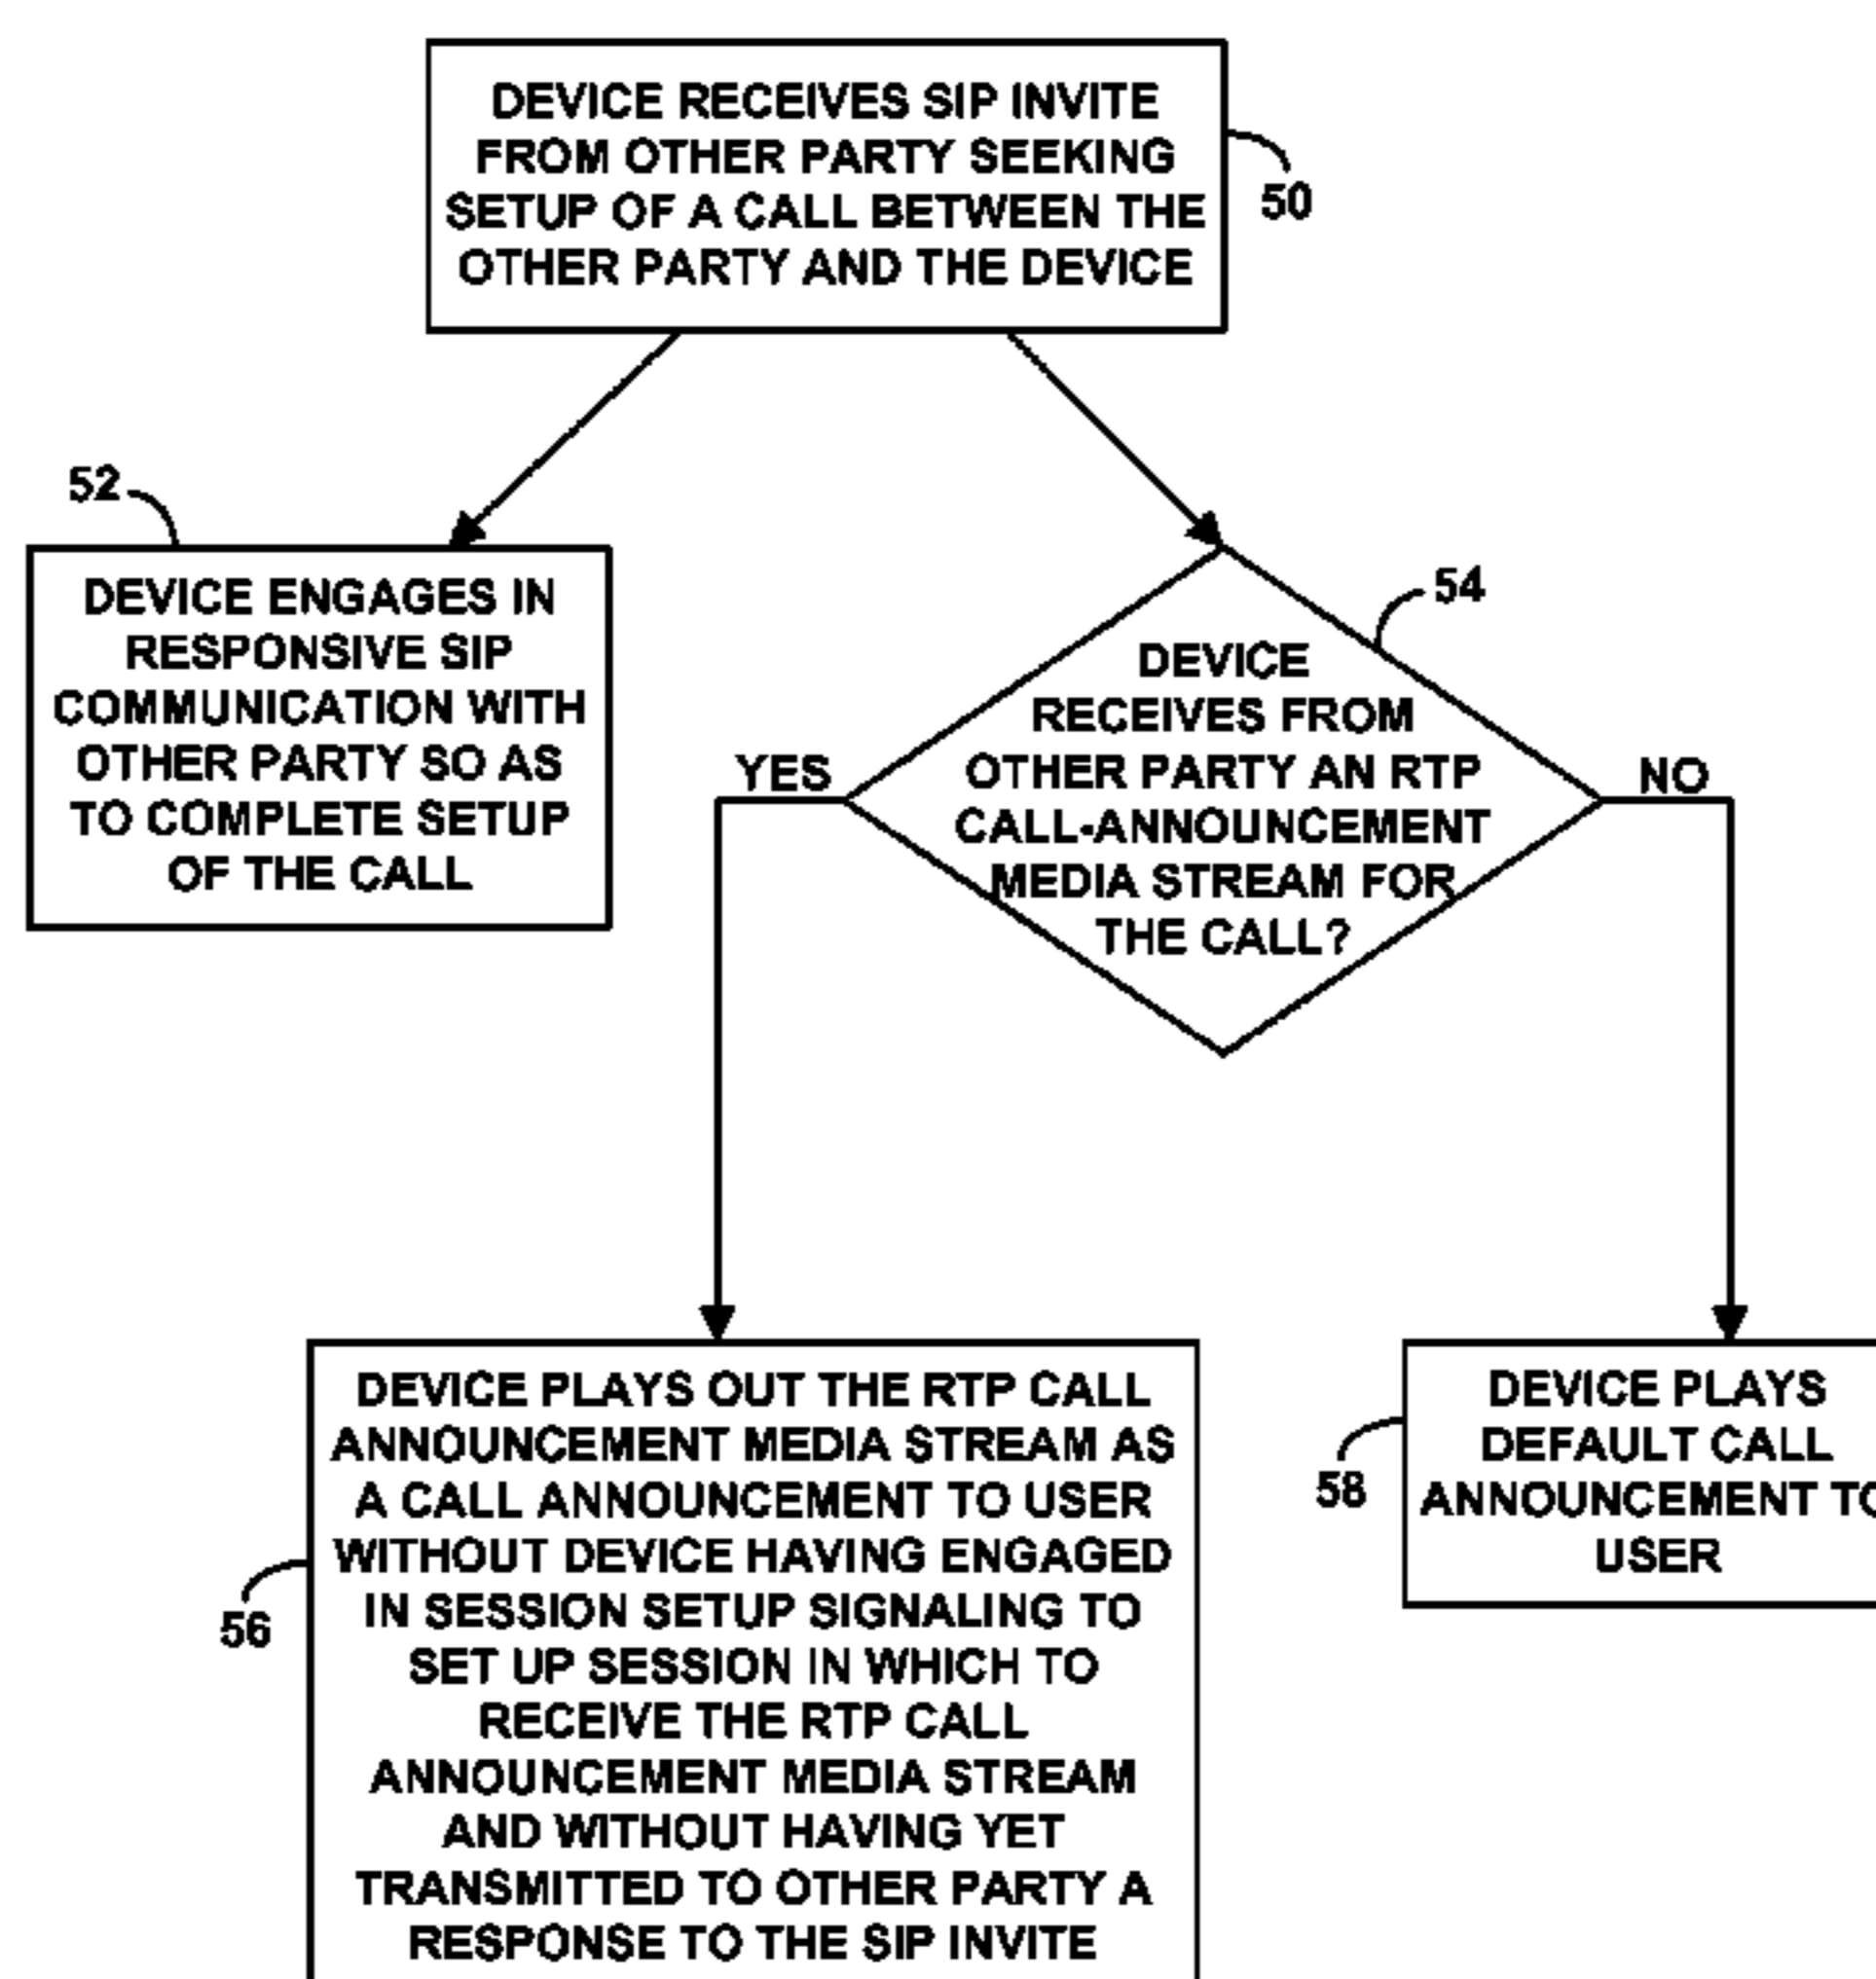 DEVICE RECEIVES SIP INVITE
FROM OTHER PARTY SEEKING
SETUP OF A CALL BETWEEN THE
OTHER PARTY AND THE DEVICE
50
52
DEVICE ENGAGES IN
RESPONSIVE SIP
COMMUNICATION WITH
OTHER PARTY SO AS
TO COMPLETE SETUP
OF THE CALL
54
DEVICE
RECEIVES FROM
OTHER PARTY AN RTP
CALL-ANNOUNCEMENT
MEDIA STREAM FOR
THE CALL?
YES
NO
DEVICE PLAYS OUT THE RTP CALL
ANNOUNCEMENT MEDIA STREAM AS
A CALL ANNOUNCEMENT TO USER
WITHOUT DEVICE HAVING ENGAGED
IN SESSION SETUP SIGNALING TO
SET UP SESSION IN WHICH TO
RECEIVE THE RTP CALL
ANNOUNCEMENT MEDIA STREAM
AND WITHOUT HAVING YET
TRANSMITTED TO OTHER PARTY A
RESPONSE TO THE SIP INVITE
56
DEVICE PLAYS
DEFAULT CALL
ANNOUNCEMENT TO
USER
58